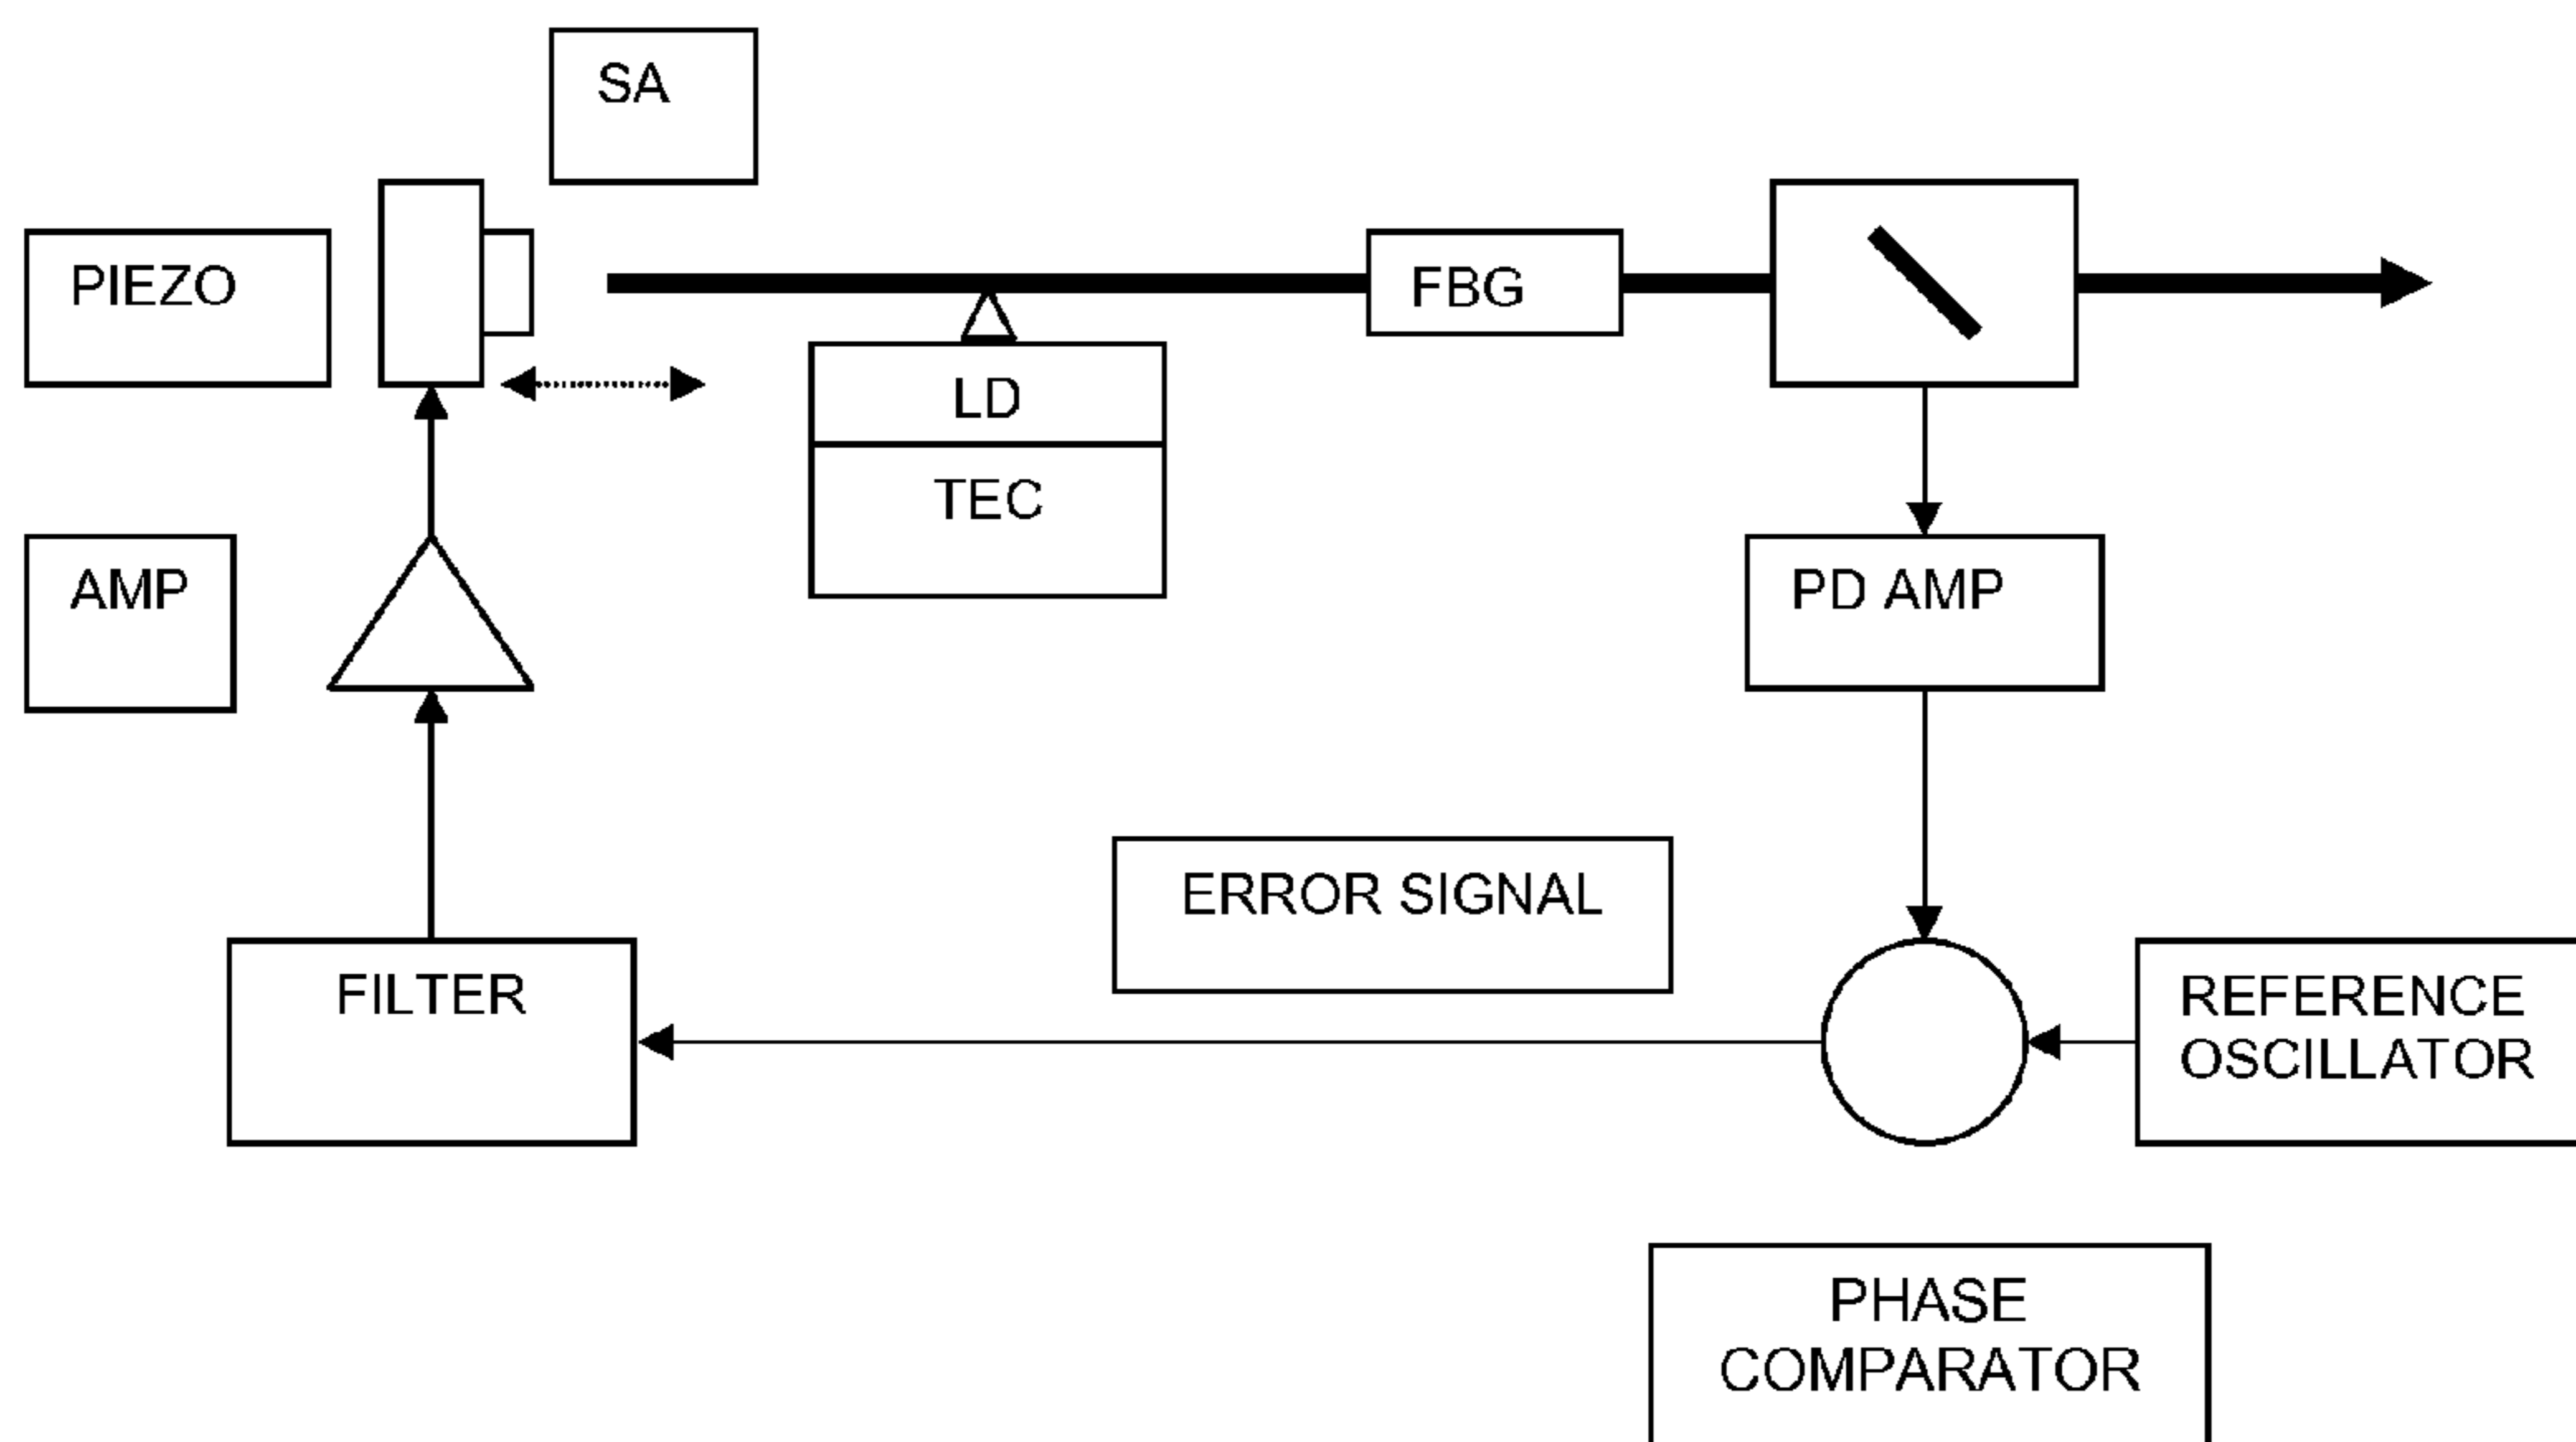 SA
PIEZO
FBG
LD
TEC
AMP
PD AMP
ERROR SIGNAL
FILTER
REFERENCE
OSCILLATOR
PHASE
COMPARATOR